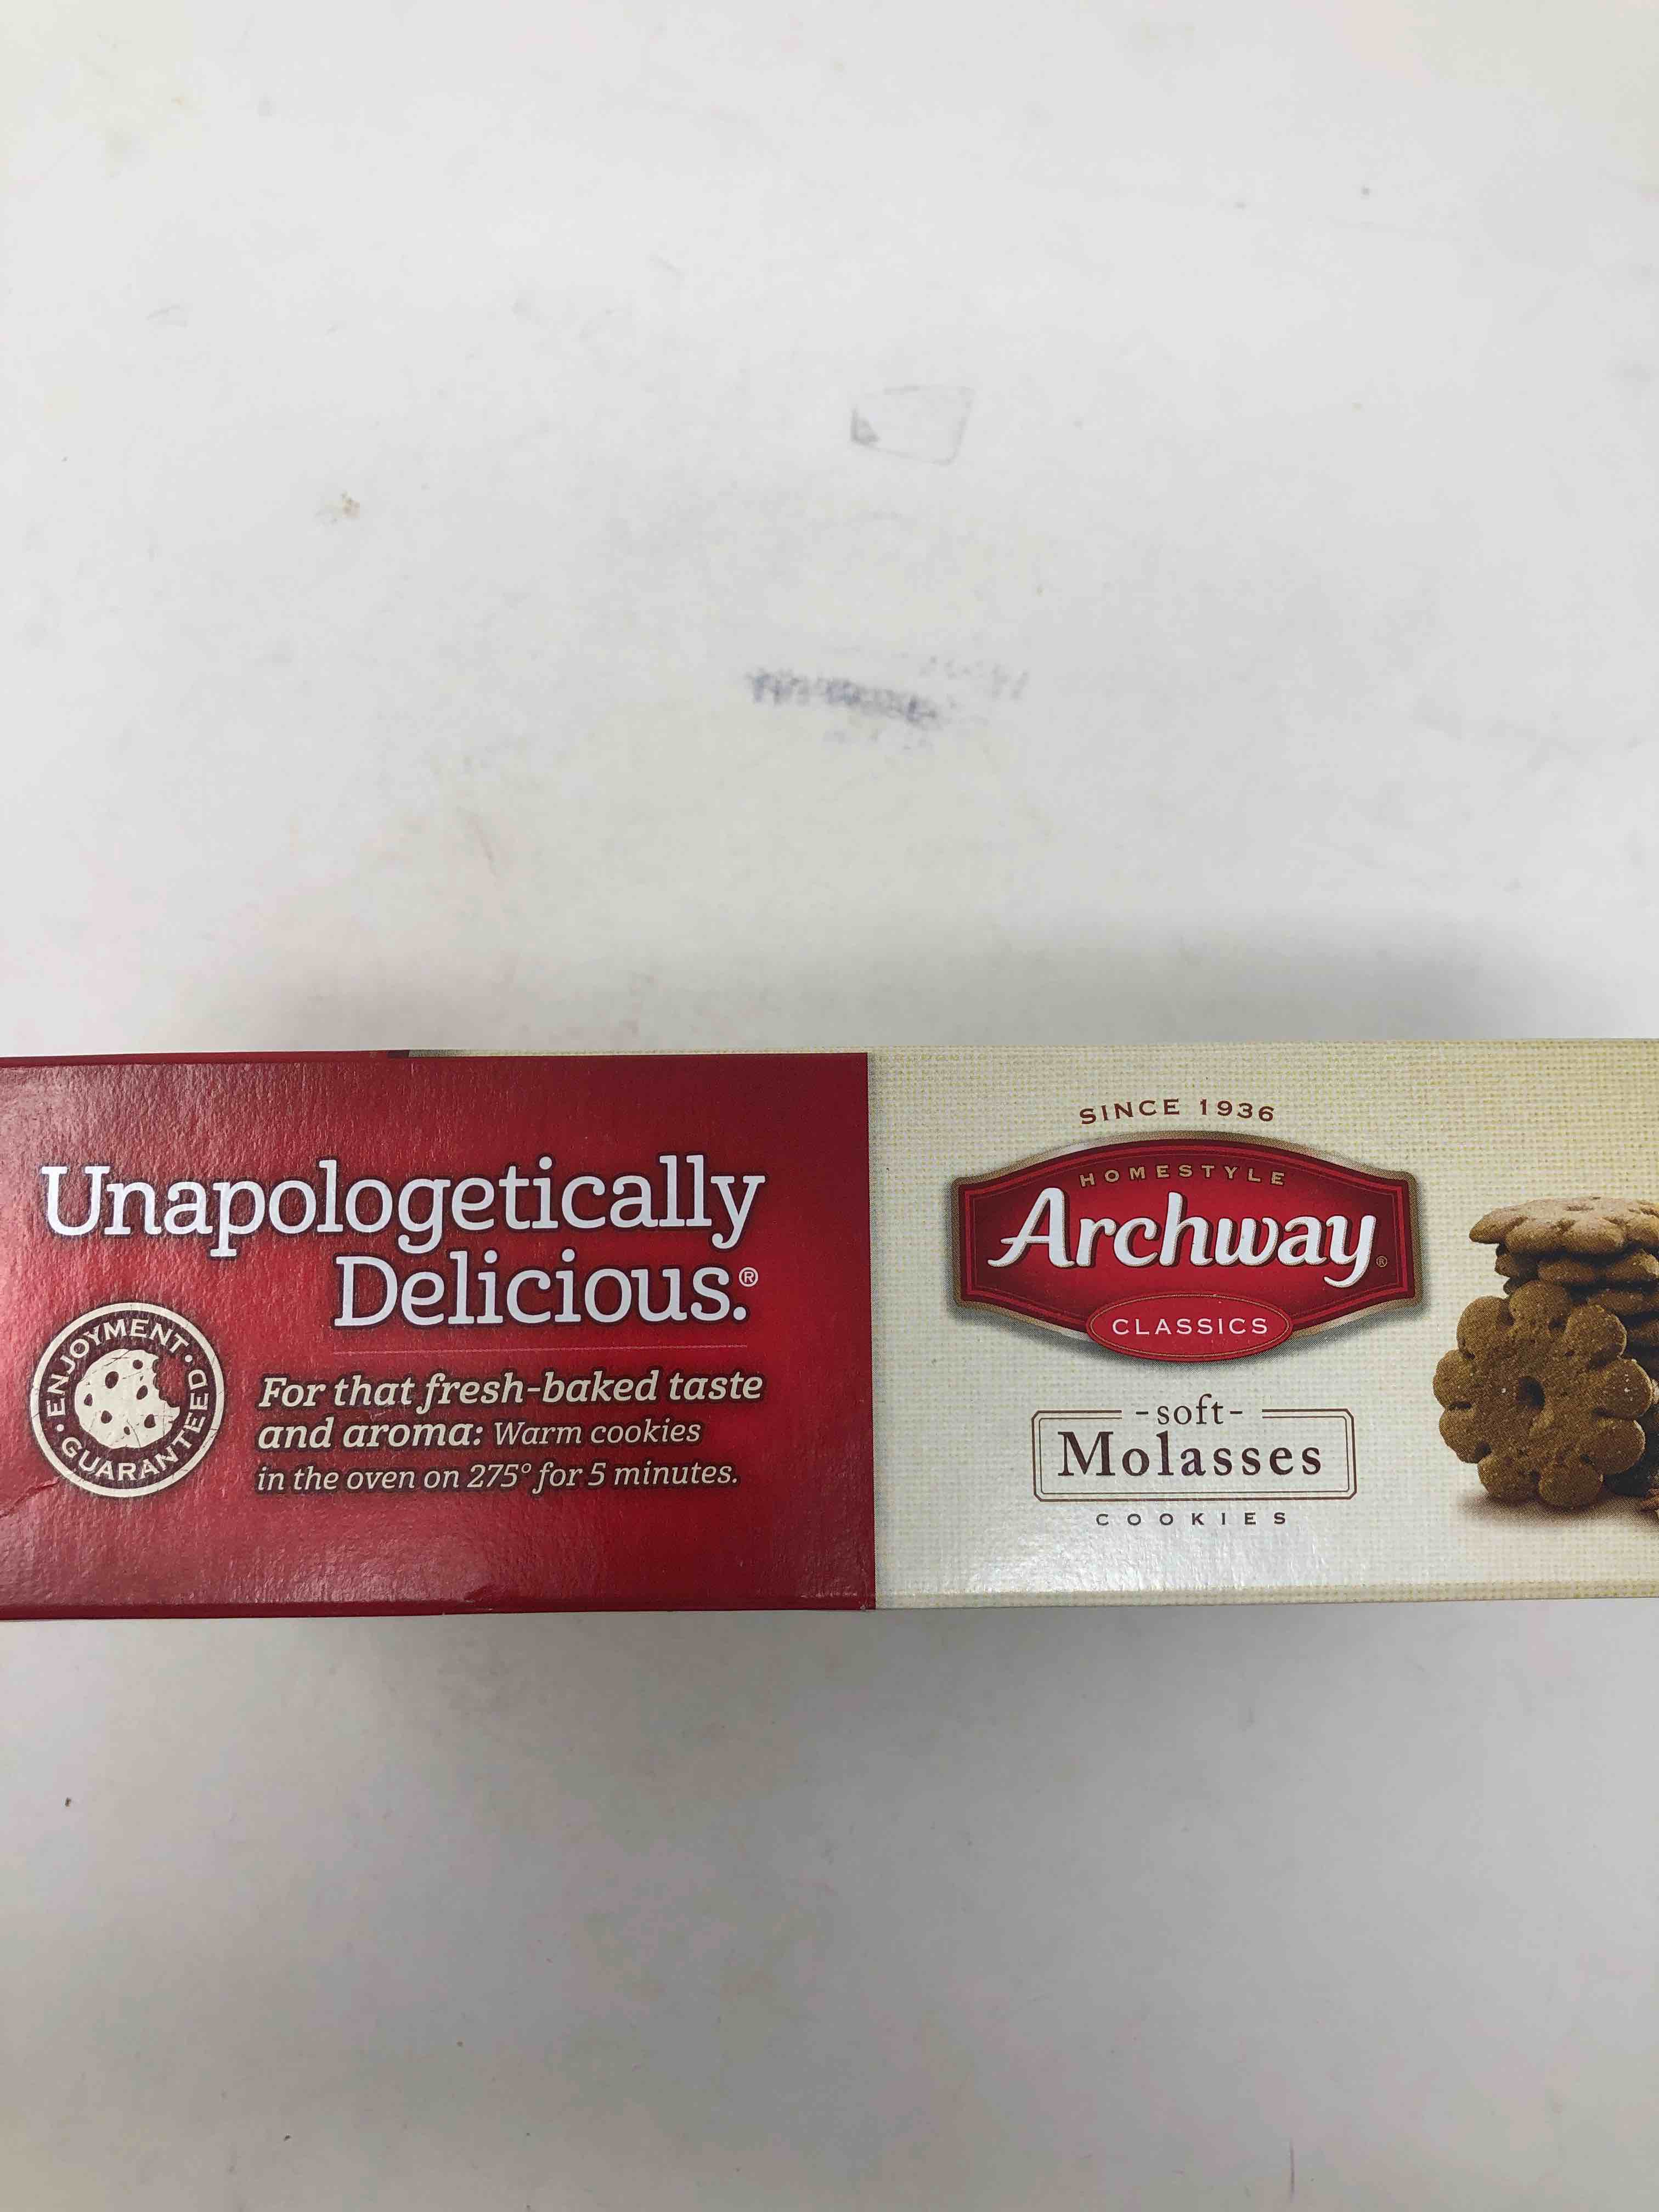 Unapologetically
Delicious.®
ENJOYMENT • GUARANTEED •
For that fresh-baked taste
and aroma: Warm cookies
in the oven on 275° for 5 minutes.
SINCE 1936
HOMESTYLE
Archway®
CLASSICS
-soft-
Molasses
COOKIES